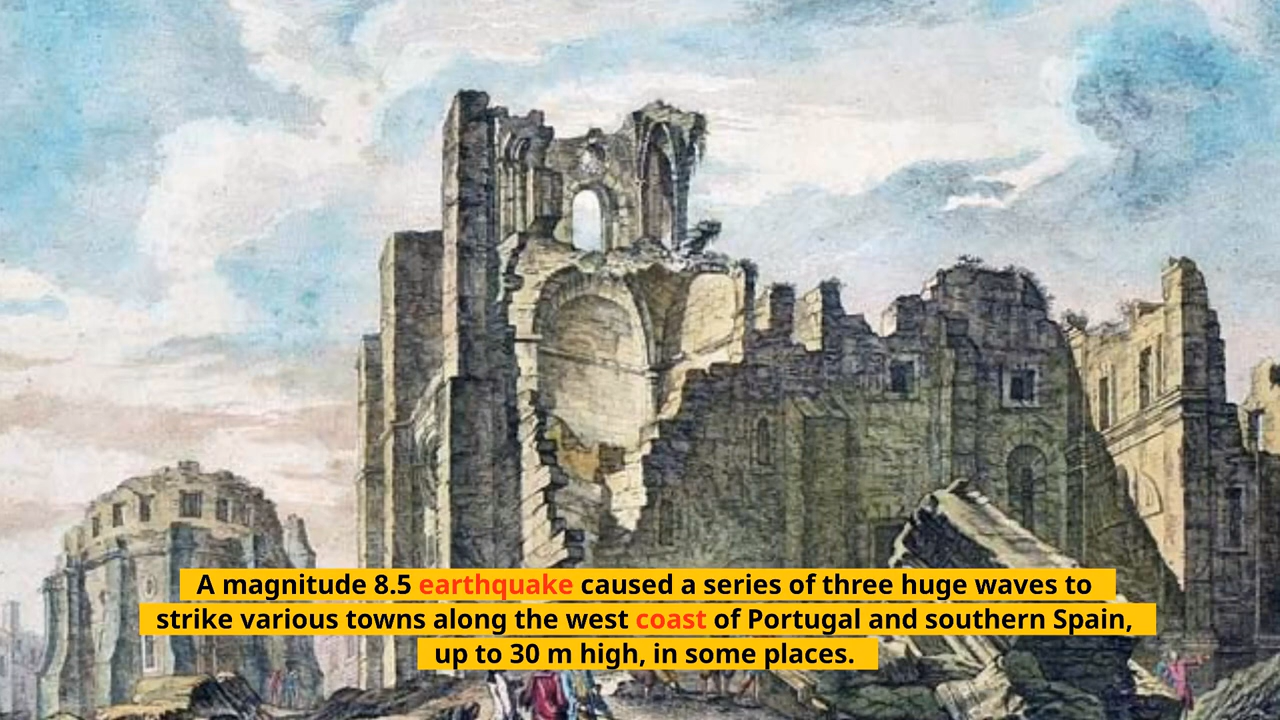 A magnitude 8.5 earthquake caused a series of three huge waves to
strike various towns along the west coast of Portugal and southern Spain,
up to 30 m high, in some places.